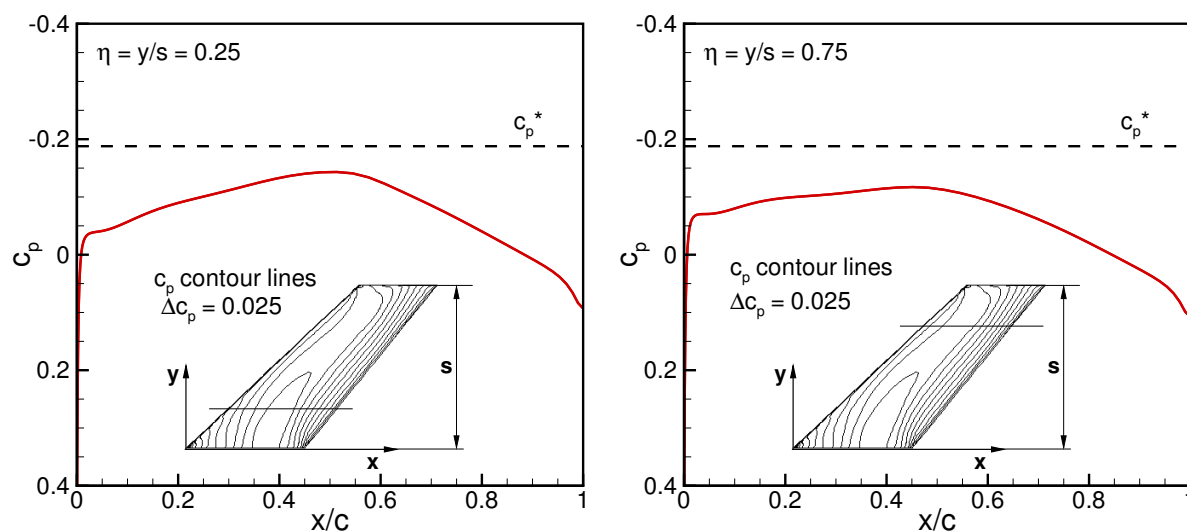 -0.4
η = y/s = 0.25
-0.2
cp*
0
cp
cp contour lines
Δcp = 0.025
0.2
y
s
x
0.4
0
0.2
0.4
0.6
0.8
1
x/c
-0.4
η = y/s = 0.75
-0.2
cp*
0
cp
cp contour lines
Δcp = 0.025
0.2
y
s
x
0.4
0
0.2
0.4
0.6
0.8
1
x/c